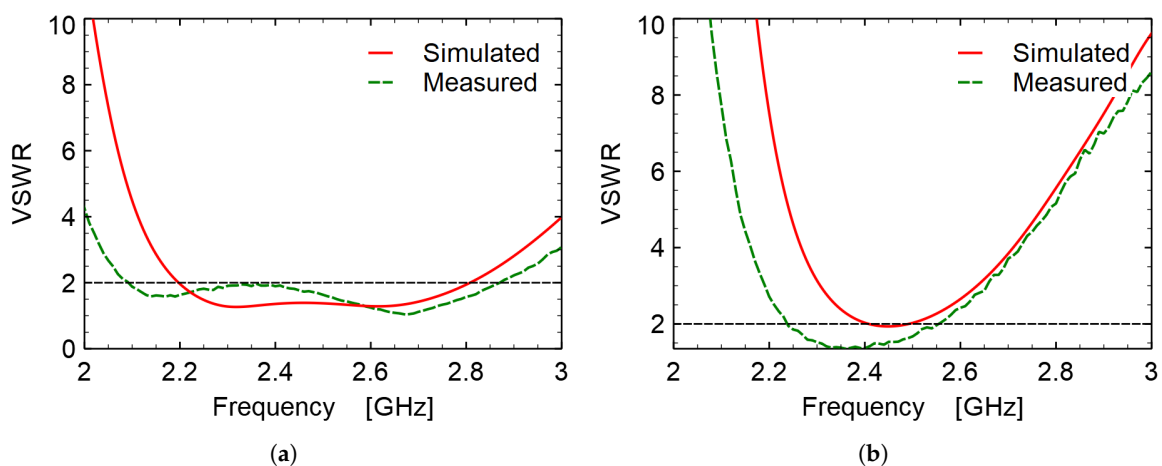 10
8
6
4
2
0
VSWR
Simulated
Measured
2 2.2 2.4 2.6 2.8 3
Frequency [GHz]
(a)
10
8
6
4
2
VSWR
Simulated
Measured
2 2.2 2.4 2.6 2.8 3
Frequency [GHz]
(b)